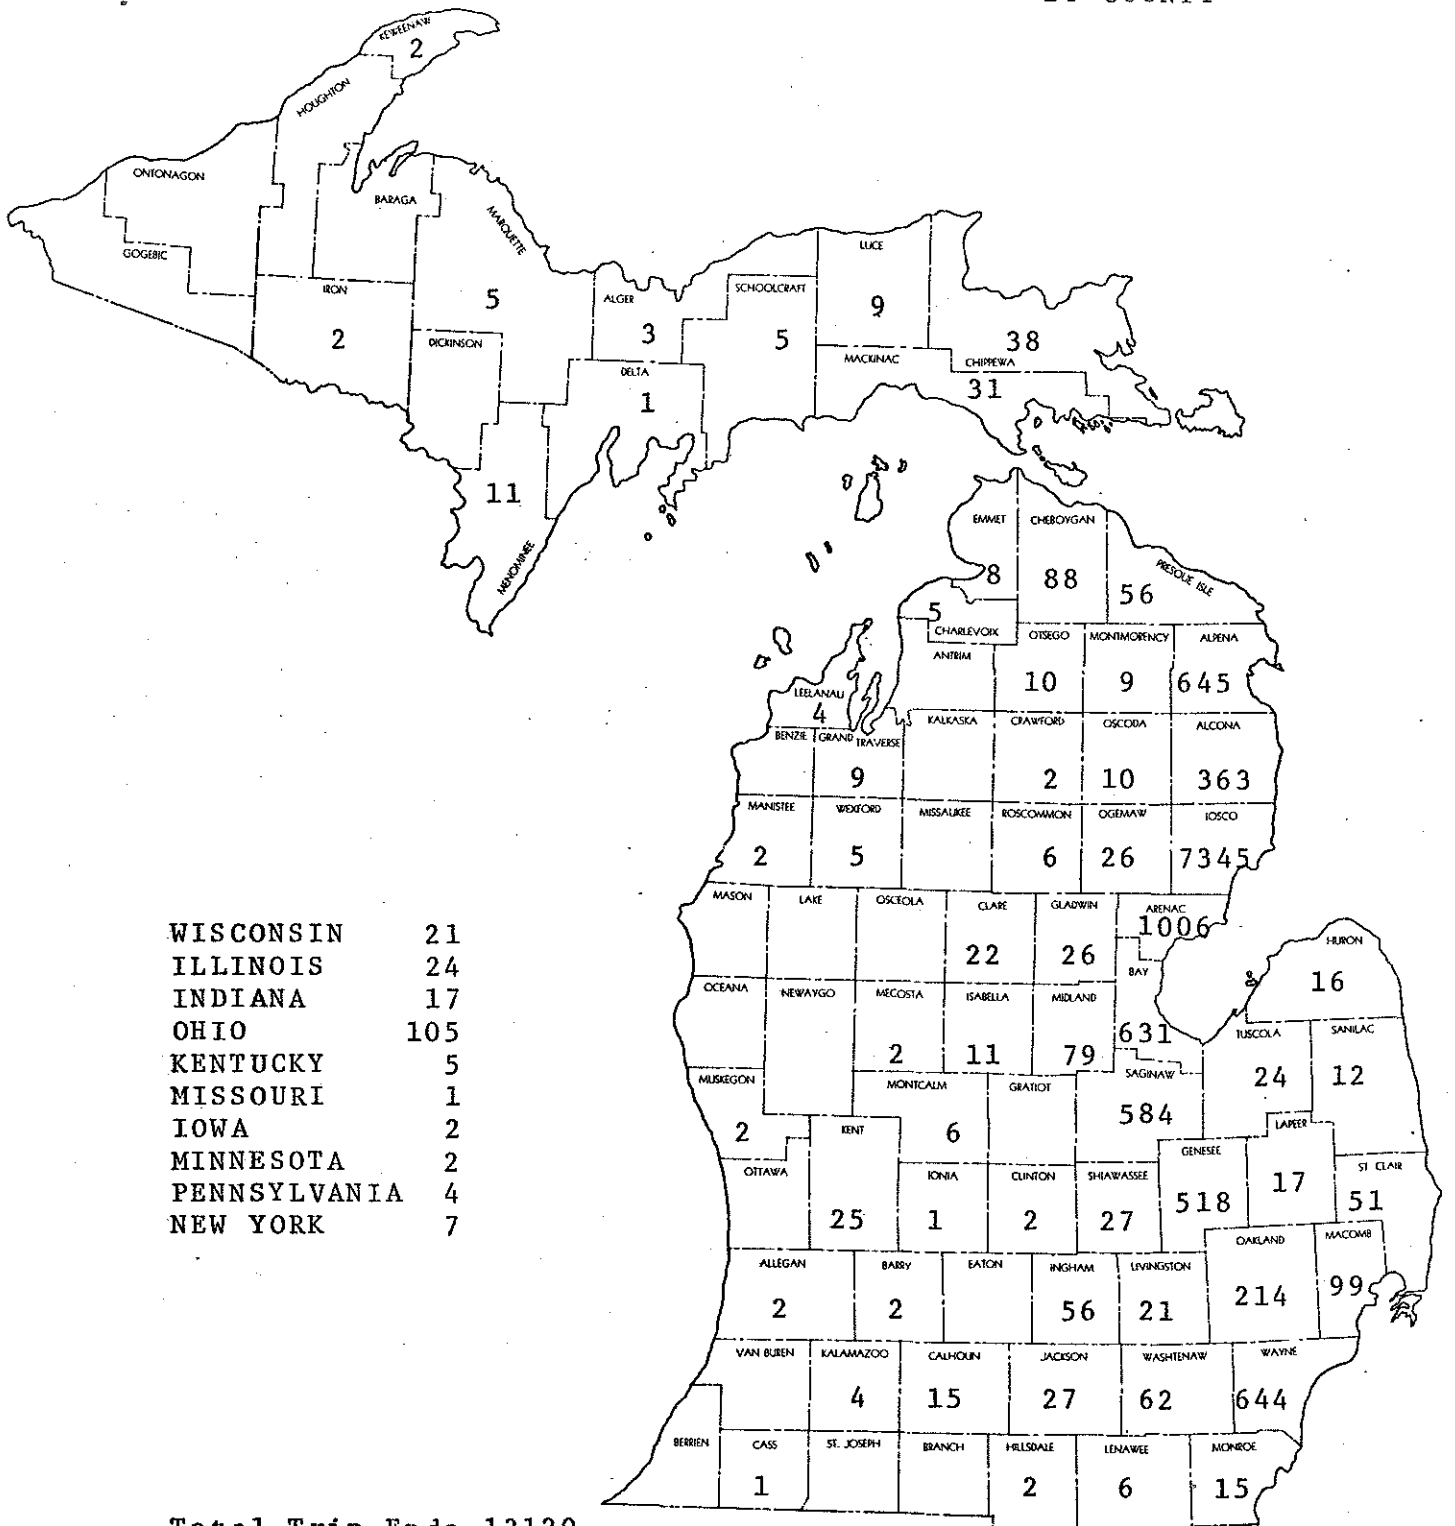 BY COUNTY
KEWEENAW
2
HOUGHTON
ONTONAGON
BARAGA
MARQUETTE
LUCE
GOGEBIC
IRON
5
ALGER
SCHOOLCRAFT
9
2
DICKINSON
3
5
MACKINAC
38
CHIPPEWA
DELTA
1
31
11
MENOMINEE
EMMET
CHEBOYGAN
8
88
56
PRESQUE ISLE
5
CHARLEVOIX
OTSEGO
MONTMORENCY
ALPENA
ANTRIM
10
9
645
LEELANAU
4
KALKASKA
CRAWFORD
OSCODA
ALCONA
BENZIE
GRAND TRAVERSE
9
2
10
363
MANISTEE
WEXFORD
MISSAUKEE
ROSCOMMON
OGEMAW
IOSCO
2
5
6
26
7345
MASON
LAKE
OSCEOLA
CLARE
GLADWIN
ARENAC
1006
22
26
BAY
HURON
16
OCEANA
NEWAYGO
MECOSTA
ISABELLA
MIDLAND
631
TUSCOLA
SANILAC
2
11
79
24
12
MUSKEGON
MONTCALM
GRATIOT
SAGINAW
2
6
584
KENT
LAPEER
OTTAWA
IONIA
CLINTON
SHIAWASSEE
GENESEE
17
ST CLAIR
25
1
2
27
518
51
ALLEGAN
BARRY
EATON
INGHAM
LIVINGSTON
OAKLAND
MACOMB
2
2
56
21
214
99
VAN BUREN
KALAMAZOO
CALHOUN
JACKSON
WASHTENAW
WAYNE
4
15
27
62
644
BERRIEN
CASS
ST. JOSEPH
BRANCH
HILLSDALE
LENAWEE
MONROE
1
2
6
15
WISCONSIN 21
ILLINOIS 24
INDIANA 17
OHIO 105
KENTUCKY 5
MISSOURI 1
IOWA 2
MINNESOTA 2
PENNSYLVANIA 4
NEW YORK 7
Total Trip Ends